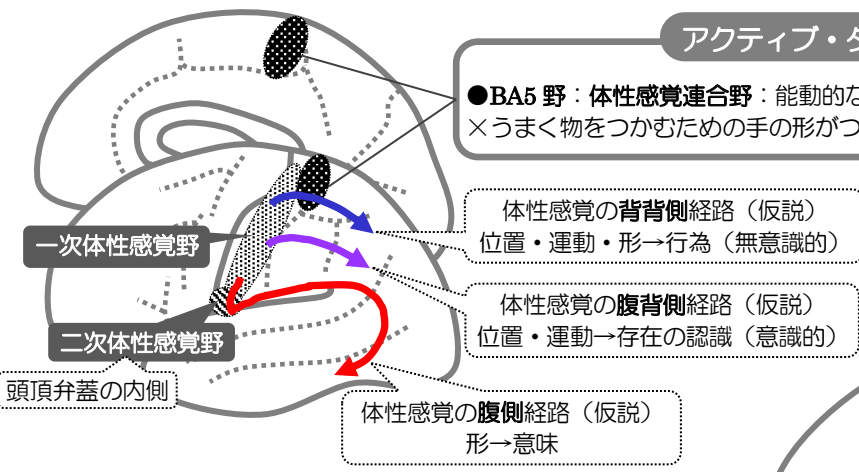 アクティブ・タ
●BA5 野：体性感覚連合野：能動的な
×うまく物をつかむための手の形がつ
体性感覚の背背側経路（仮説）
位置・運動・形→行為（無意識的）
一次体性感覚野
体性感覚の腹背側経路（仮説）
位置・運動→存在の認識（意識的）
二次体性感覚野
頭頂弁蓋の内側
体性感覚の腹側経路（仮説）
形→意味